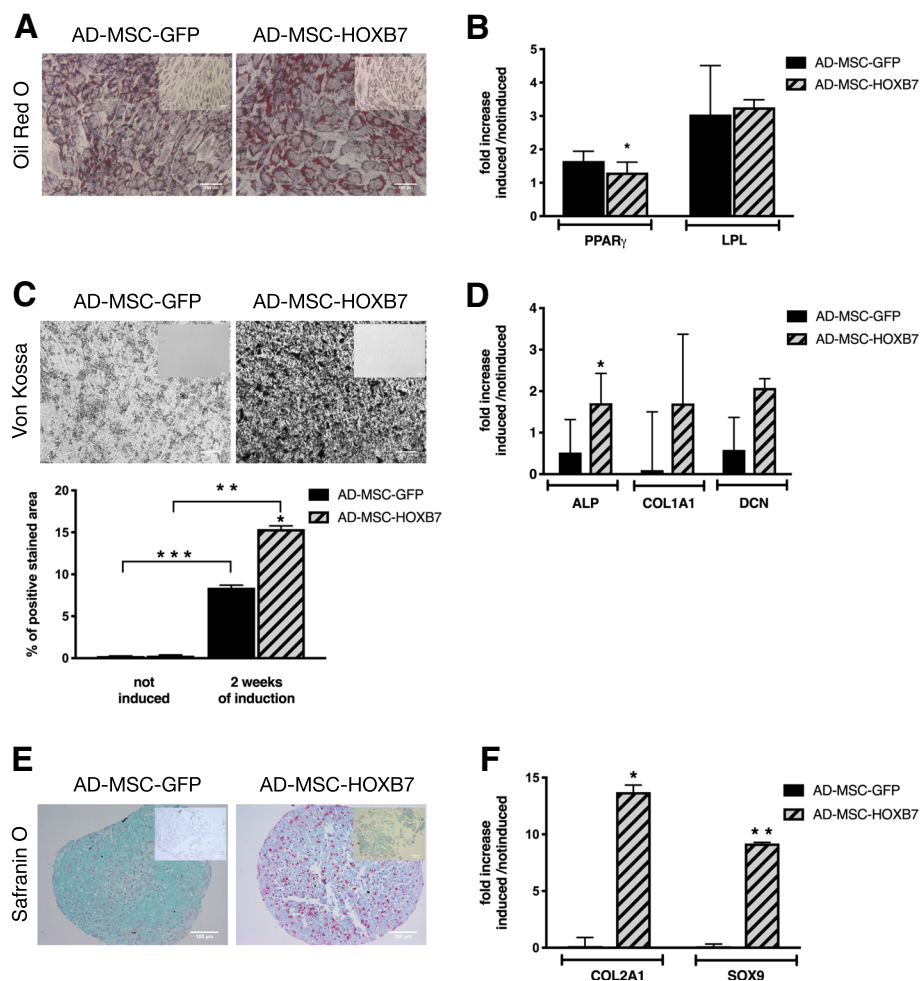 A
AD-MSC-GFP
AD-MSC-HOXB7
Oil Red O
B
fold increase
induced /notinduced
5
4
3
2
1
0
*
PPARγ
LPL
AD-MSC-GFP
AD-MSC-HOXB7
C
AD-MSC-GFP
AD-MSC-HOXB7
Von Kossa
% of positive stained area
20
15
10
5
0
* * *
* *
*
not
induced
2 weeks
of induction
AD-MSC-GFP
AD-MSC-HOXB7
D
fold increase
induced /notinduced
4
3
2
1
0
*
ALP
COL1A1
DCN
AD-MSC-GFP
AD-MSC-HOXB7
E
AD-MSC-GFP
AD-MSC-HOXB7
Safranin O
100 µm
100 µm
F
fold increase
induced /notinduced
15
10
5
0
*
* *
COL2A1
SOX9
AD-MSC-GFP
AD-MSC-HOXB7